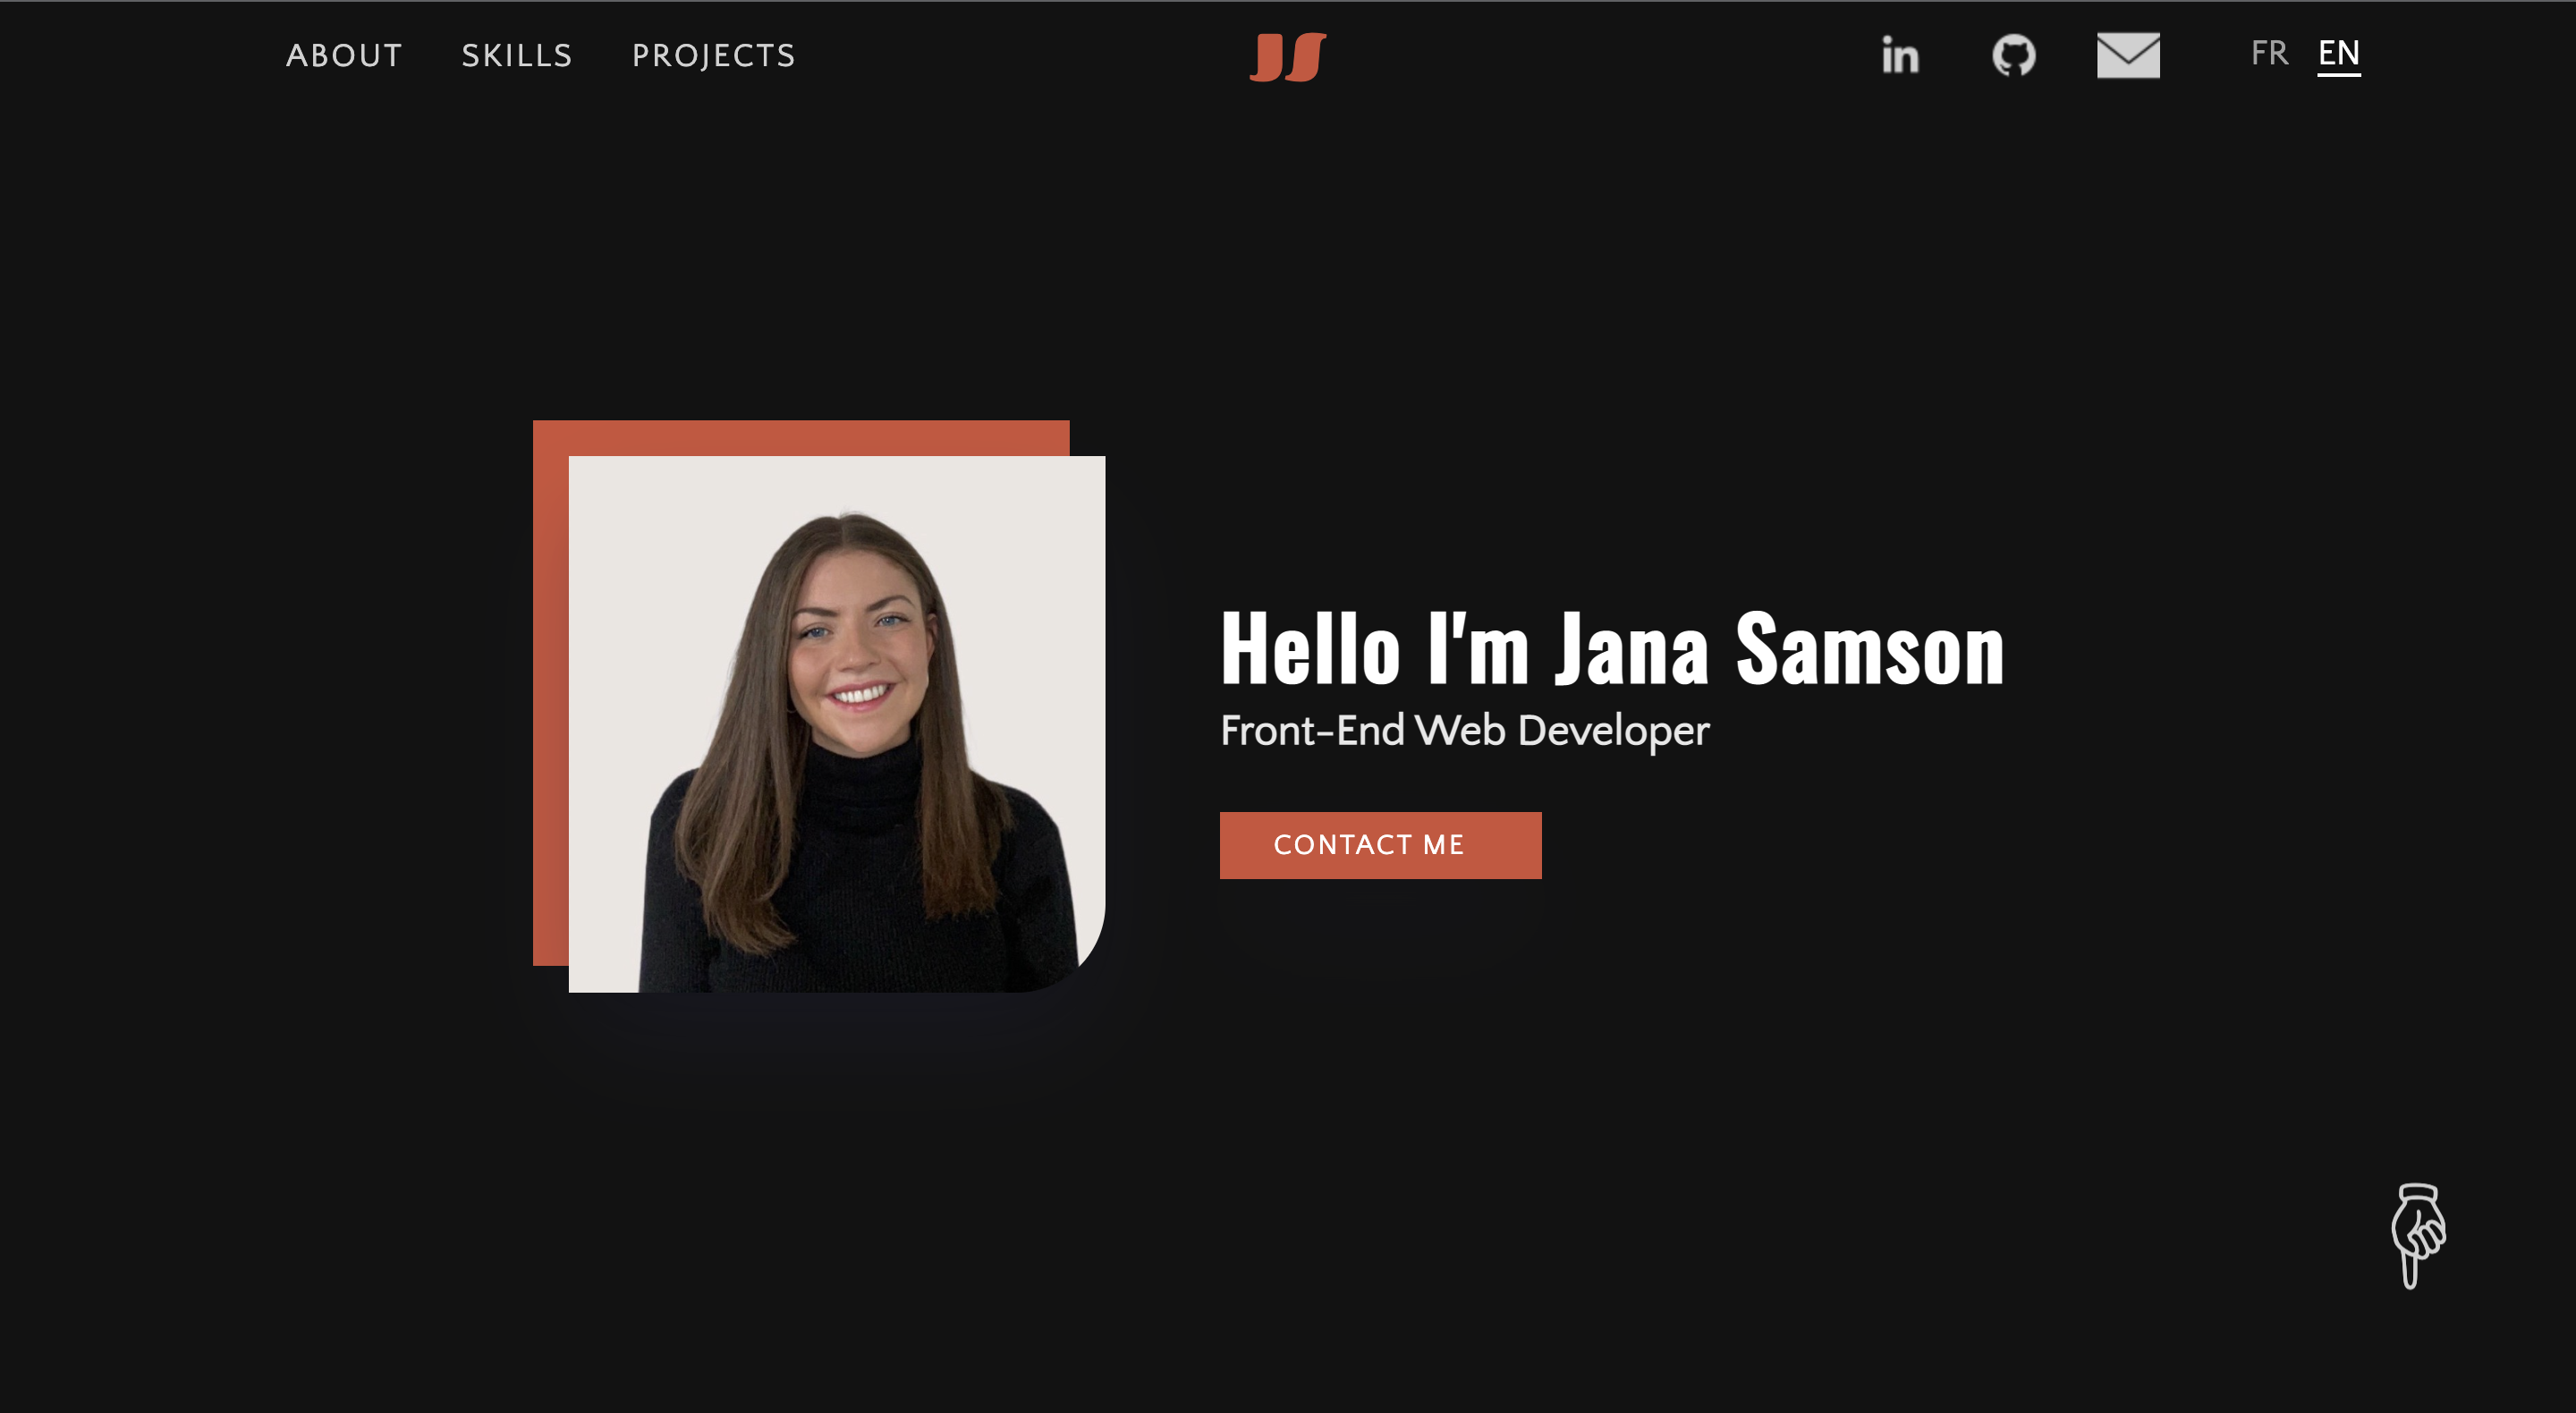 ABOUT SKILLS PROJECTS JS in FR EN
Hello I'm Jana Samson
Front-End Web Developer
CONTACT ME